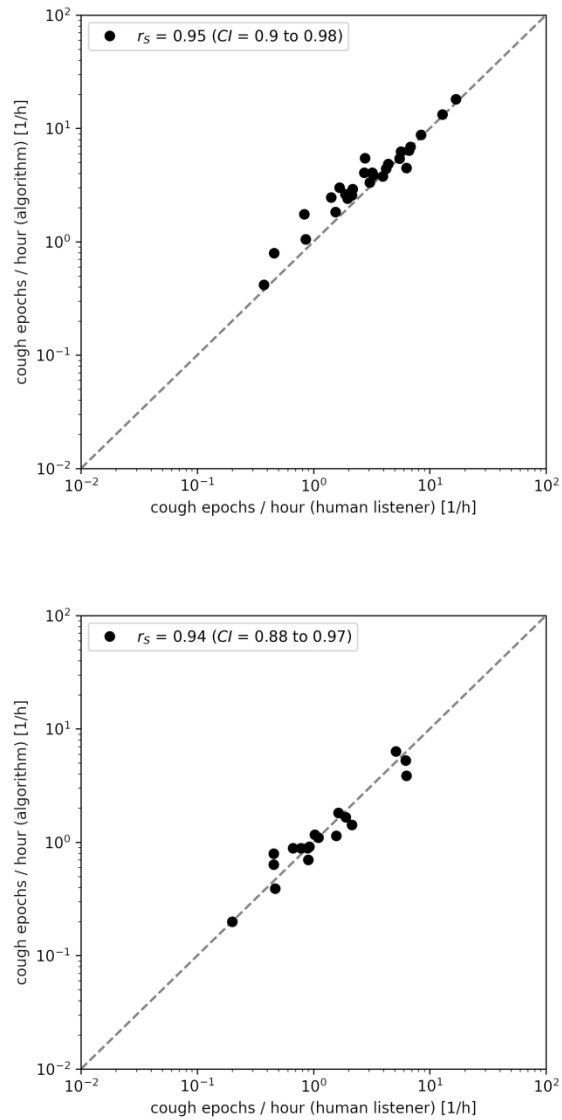 10²
rₛ = 0.95 (CI = 0.9 to 0.98)
10¹
10⁰
10⁻¹
10⁻²
cough epochs / hour (algorithm) [1/h]
10⁻² 10⁻¹ 10⁰ 10¹ 10²
cough epochs / hour (human listener) [1/h]
10²
rₛ = 0.94 (CI = 0.88 to 0.97)
10¹
10⁰
10⁻¹
10⁻²
cough epochs / hour (algorithm) [1/h]
10⁻² 10⁻¹ 10⁰ 10¹ 10²
cough epochs / hour (human listener) [1/h]